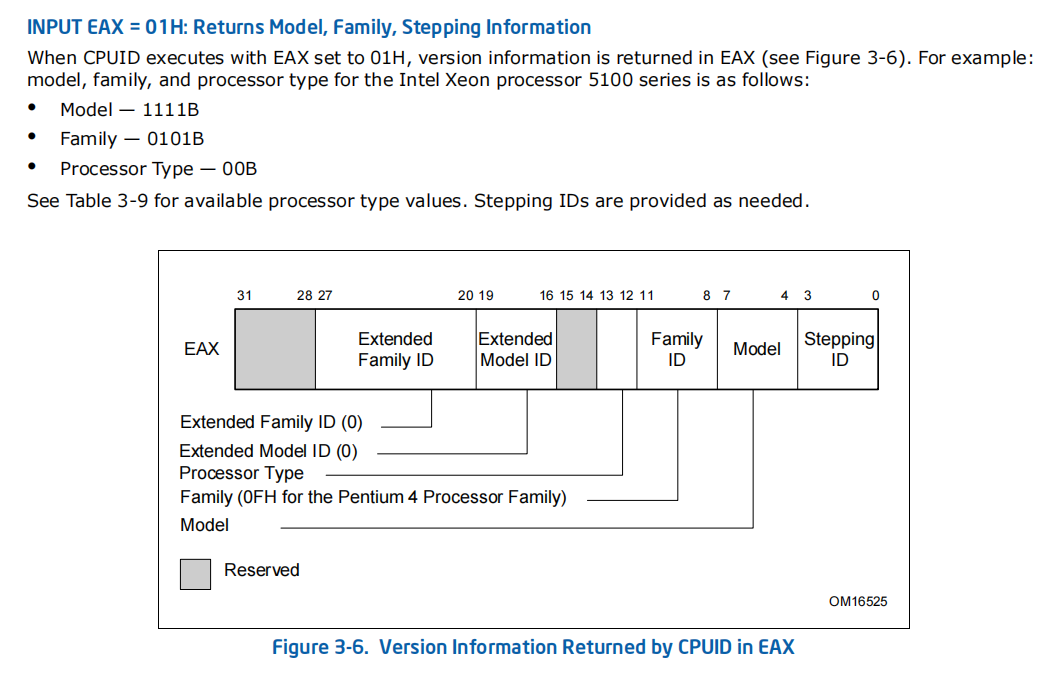 INPUT EAX = 01H: Returns Model, Family, Stepping Information
When CPUID executes with EAX set to 01H, version information is returned in EAX (see Figure 3-6). For example:
model, family, and processor type for the Intel Xeon processor 5100 series is as follows:
• Model — 1111B
• Family — 0101B
• Processor Type — 00B
See Table 3-9 for available processor type values. Stepping IDs are provided as needed.
31 28 27 20 19 16 15 14 13 12 11 8 7 4 3 0
EAX
Extended
Family ID
Extended
Model ID
Family
ID
Model
Stepping
ID
Extended Family ID (0)
Extended Model ID (0)
Processor Type
Family (0FH for the Pentium 4 Processor Family)
Model
Reserved
OM16525
Figure 3-6. Version Information Returned by CPUID in EAX